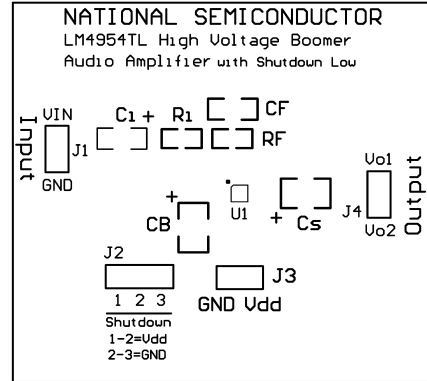 NATIONAL SEMICONDUCTOR
LM4954TL High Voltage Boomer
Audio Amplifier with Shutdown Low
CF
Ci + Ri
RF
Input
VIN
J1
GND
+
CB
U1
+ Cs
Vo1
J4
Vo2
Output
J2
1 2 3
Shutdown
1-2=Vdd
2-3=GND
J3
GND Vdd